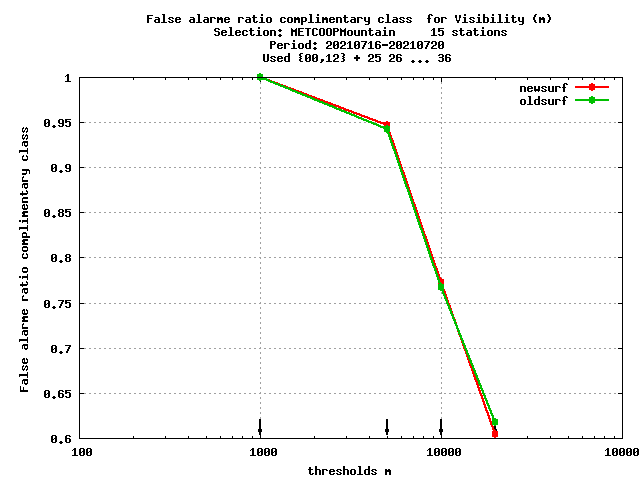 False alarme ratio complimentary class  for Visibility (m)
Selection: METCOOPMountain     15 stations
Period: 20210716-20210720
Used {00,12} + 25 26 ... 36
newsurf
oldsurf
False alarme ratio complimentary class
1
0.95
0.9
0.85
0.8
0.75
0.7
0.65
0.6
100
1000
10000
10000
thresholds m